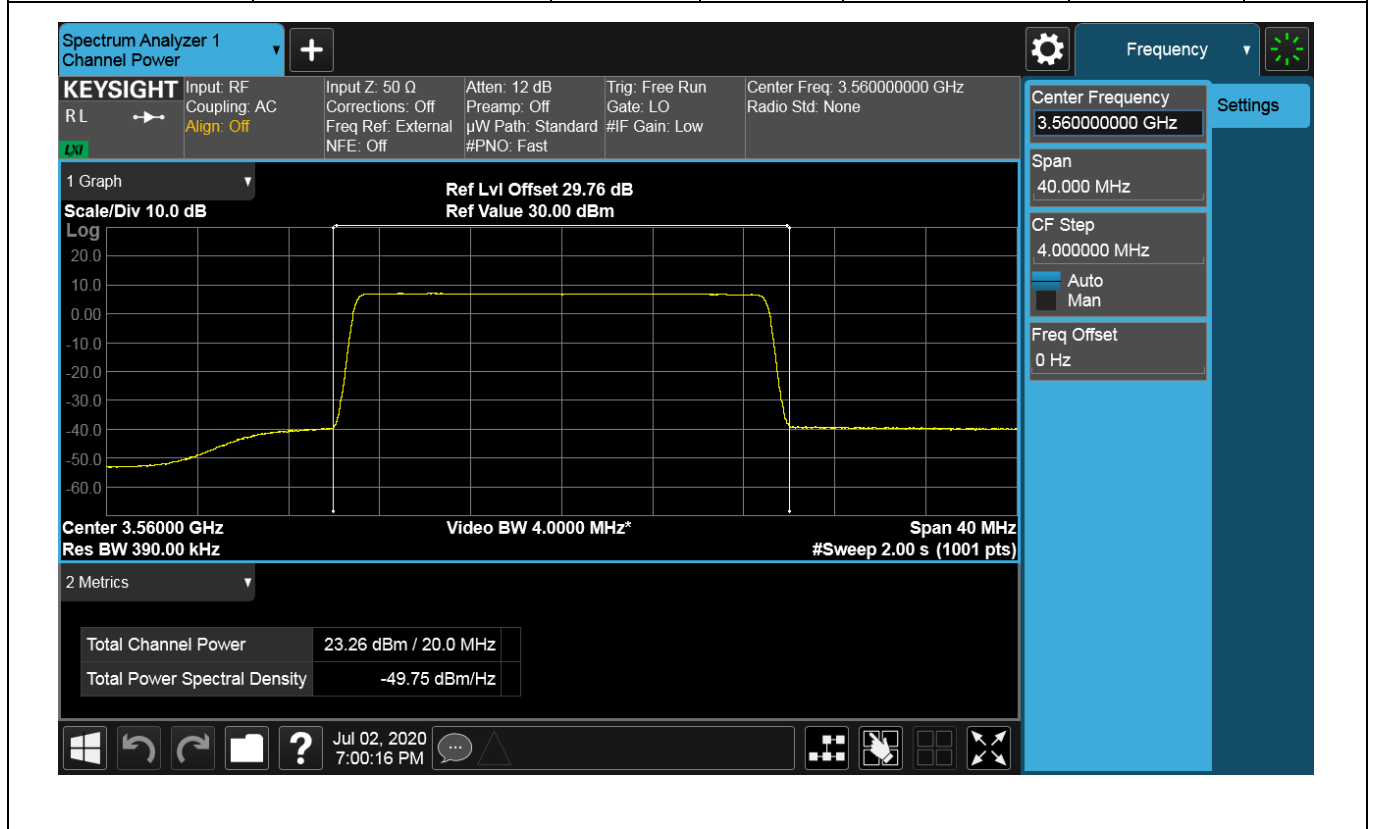 Spectrum Analyzer 1
Channel Power
Frequency
KEYSIGHT
RL
LXI
Input: RF
Coupling: AC
Align: Off
Input Z: 50 Ω
Corrections: Off
Freq Ref: External
NFE: Off
Atten: 12 dB
Preamp: Off
µW Path: Standard
#PNO: Fast
Trig: Free Run
Gate: LO
#IF Gain: Low
Center Freq: 3.560000000 GHz
Radio Std: None
Center Frequency
3.560000000 GHz
Settings
Span
40.000 MHz
CF Step
4.000000 MHz
Auto
Man
Freq Offset
0 Hz
1 Graph
Ref Lvl Offset 29.76 dB
Scale/Div 10.0 dB
Ref Value 30.00 dBm
Log
20.0
10.0
0.00
-10.0
-20.0
-30.0
-40.0
-50.0
-60.0
Center 3.56000 GHz
Video BW 4.0000 MHz*
Span 40 MHz
Res BW 390.00 kHz
#Sweep 2.00 s (1001 pts)
2 Metrics
Total Channel Power 23.26 dBm / 20.0 MHz
Total Power Spectral Density -49.75 dBm/Hz
?
Jul 02, 2020
7:00:16 PM